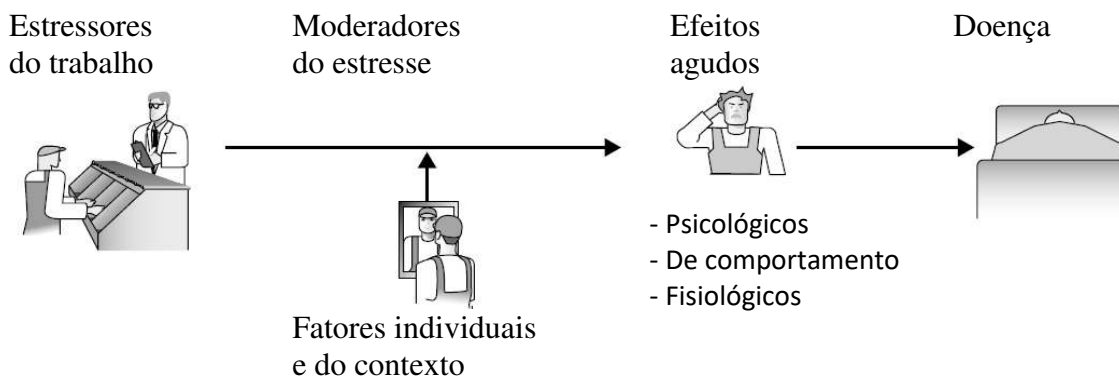 Estressores
do trabalho
Moderadores
do estresse
Efeitos
agudos
Doença
- Psicológicos
- De comportamento
- Fisiológicos
Fatores individuais
e do contexto